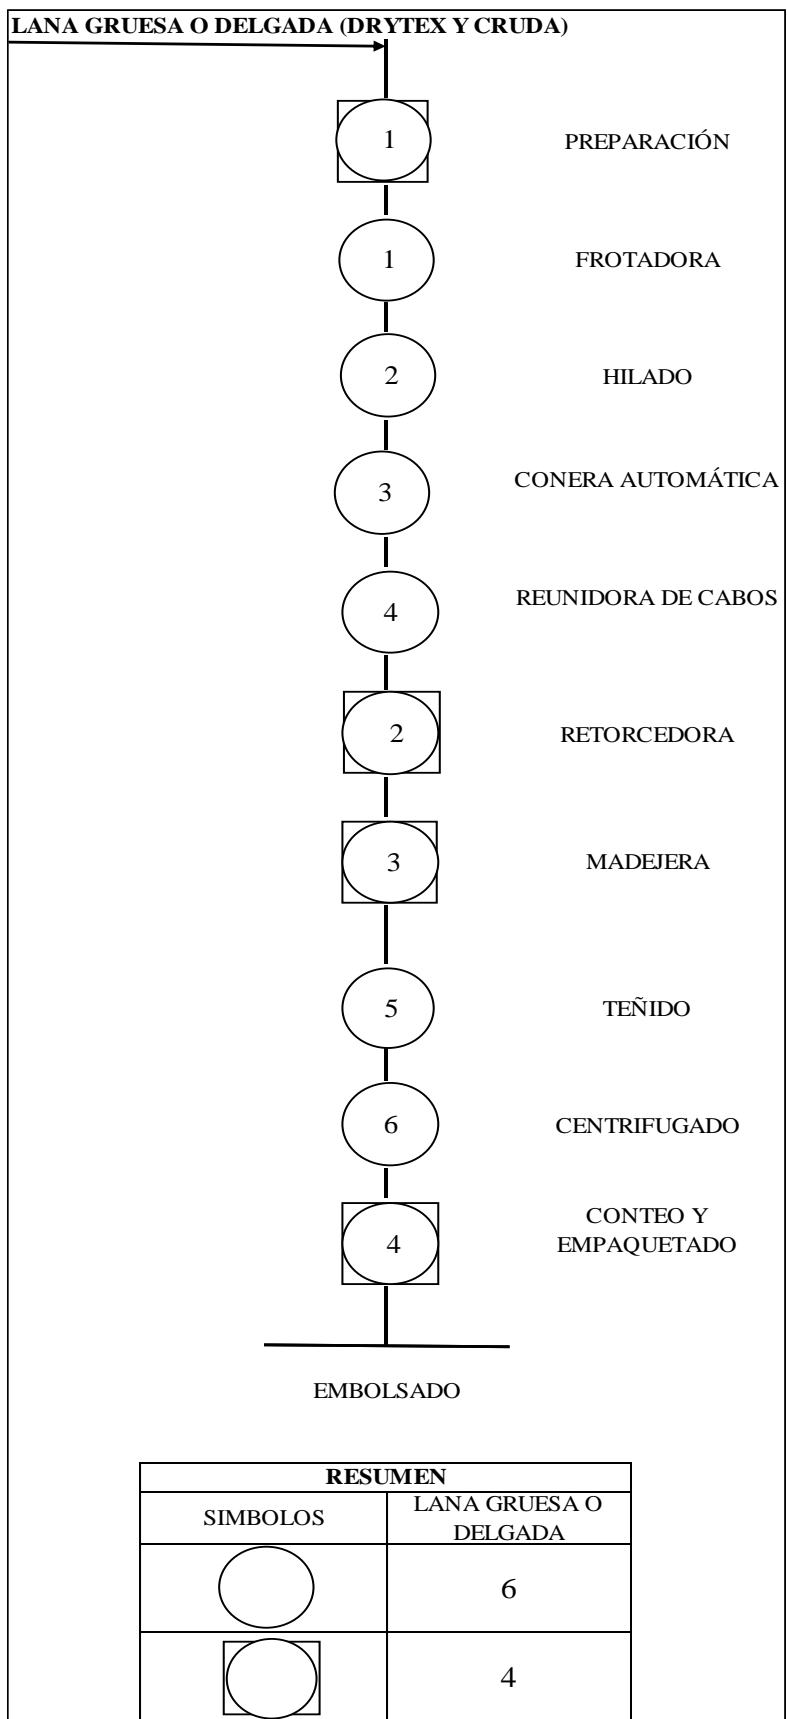 LANA GRUESA O DELGADA (DRYTEX Y CRUDA)
1 PREPARACIÓN
1 FROTADORA
2 HILADO
3 CONERA AUTOMÁTICA
4 REUNIDORA DE CABOS
2 RETORCEDORA
3 MADEJERA
5 TEÑIDO
6 CENTRIFUGADO
4 CONTEO Y
EMPAQUETADO
EMBOLSADO
RESUMEN
SIMBOLOS LANA GRUESA O
DELGADA
6
4